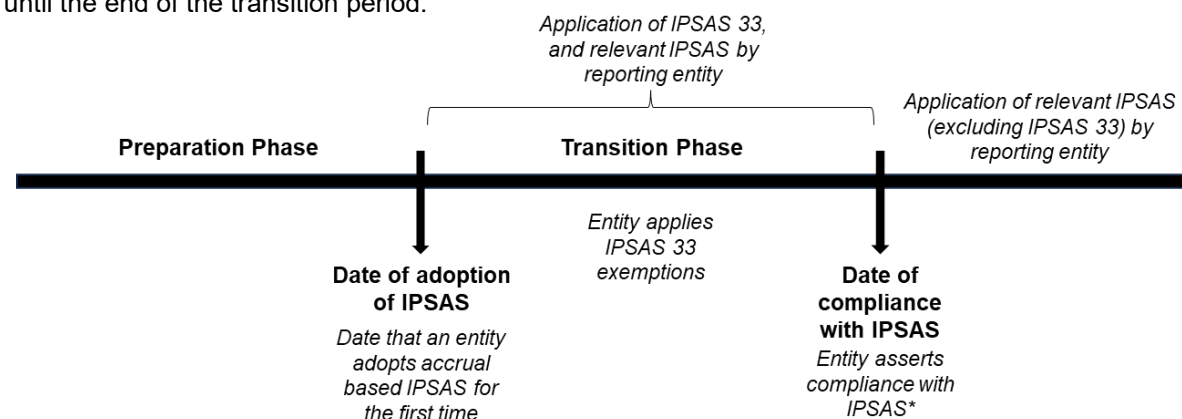 until the end of the transition period.
Application of IPSAS 33,
and relevant IPSAS by
reporting entity
Application of relevant IPSAS
(excluding IPSAS 33) by
reporting entity
Preparation Phase
Transition Phase
Entity applies
IPSAS 33
exemptions
Date of adoption
of IPSAS
Date that an entity
adopts accrual
based IPSAS for
the first time
Date of
compliance
with IPSAS
Entity asserts
compliance with
IPSAS*